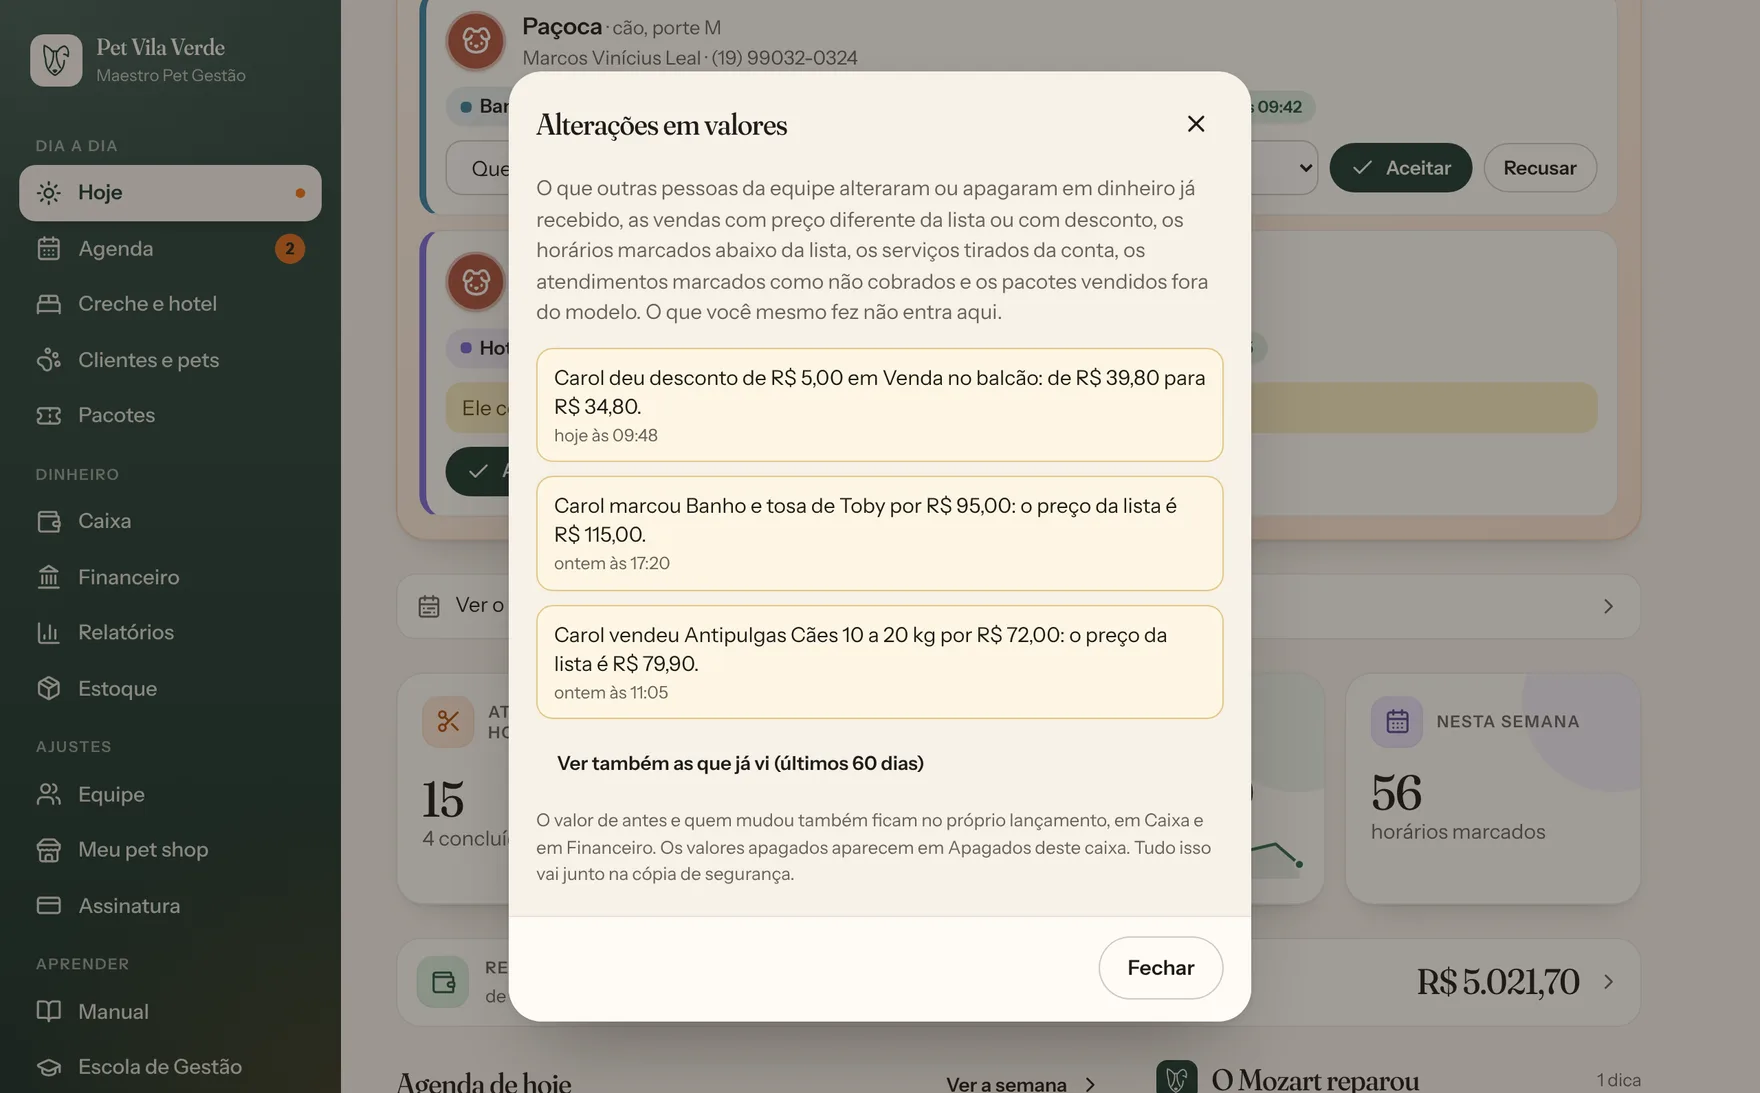 Pet Vila Verde
Maestro Pet Gestão
DIA A DIA
Hoje
Agenda
2
Creche e hotel
Clientes e pets
Pacotes
DINHEIRO
Caixa
Financeiro
Relatórios
Estoque
AJUSTES
Equipe
Meu pet shop
Assinatura
APRENDER
Manual
Escola de Gestão
Paçoca · cão, porte M
Marcos Vinícius Leal · (19) 99032-0324
09:42
Aceitar
Recusar
Alterações em valores
O que outras pessoas da equipe alteraram ou apagaram em dinheiro já
recebido, as vendas com preço diferente da lista ou com desconto, os
horários marcados abaixo da lista, os serviços tirados da conta, os
atendimentos marcados como não cobrados e os pacotes vendidos fora
do modelo. O que você mesmo fez não entra aqui.
Carol deu desconto de R$ 5,00 em Venda no balcão: de R$ 39,80 para
R$ 34,80.
hoje às 09:48
Carol marcou Banho e tosa de Toby por R$ 95,00: o preço da lista é
R$ 115,00.
ontem às 17:20
Carol vendeu Antipulgas Cães 10 a 20 kg por R$ 72,00: o preço da
lista é R$ 79,90.
ontem às 11:05
Ver também as que já vi (últimos 60 dias)
O valor de antes e quem mudou também ficam no próprio lançamento, em Caixa e
em Financeiro. Os valores apagados aparecem em Apagados deste caixa. Tudo isso
vai junto na cópia de segurança.
Fechar
Ele
Ver o
15
NESTA SEMANA
56
horários marcados
de
R$ 5.021,70
Agenda de hoje
Ver a semana
O Mozart reparou
1 dica